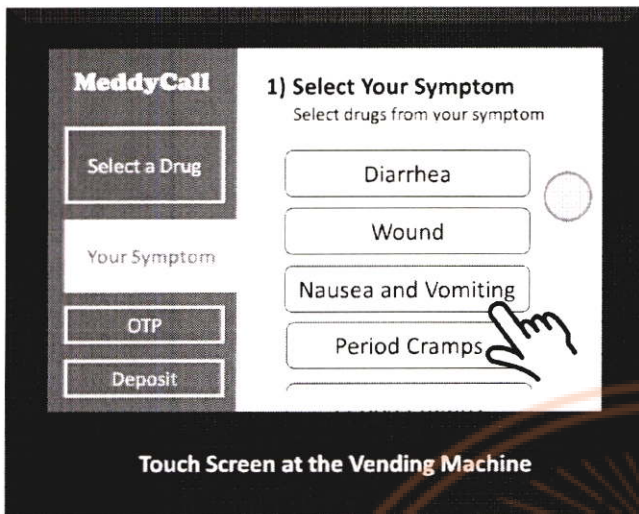 MeddyCall
Select a Drug
Your Symptom
OTP
Deposit
1) Select Your Symptom
Select drugs from your symptom
Diarrhea
Wound
Nausea and Vomiting
Period Cramps
Touch Screen at the Vending Machine